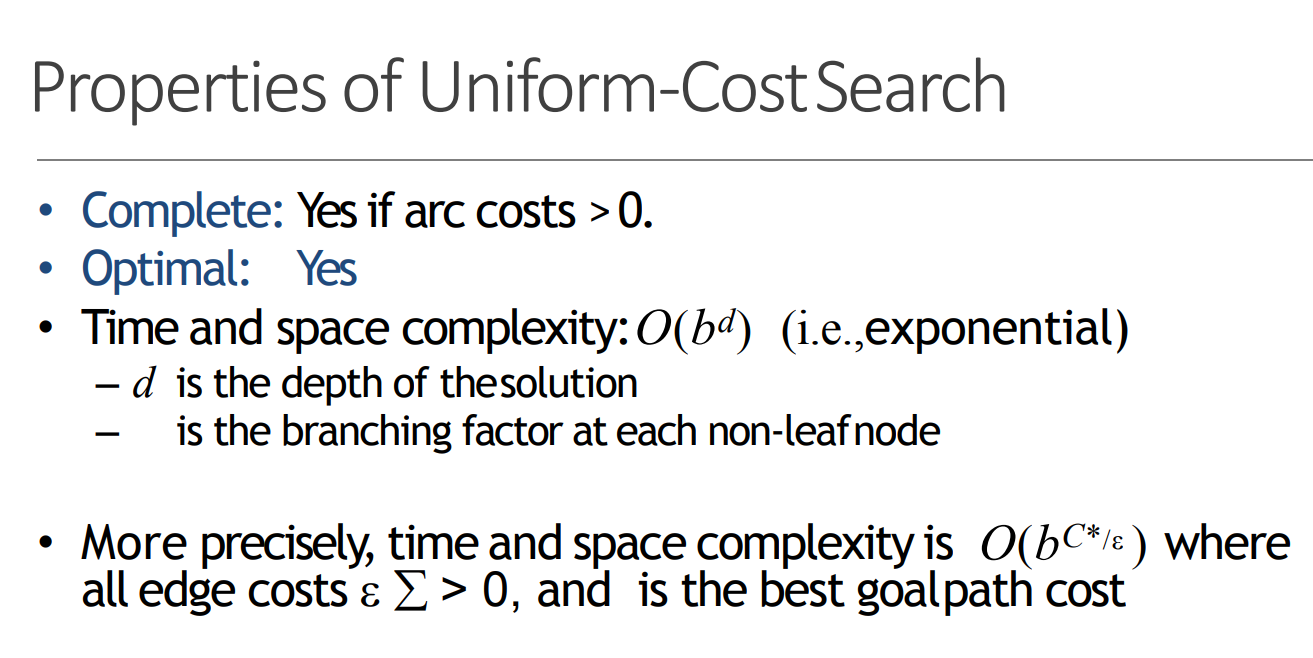 Properties of Uniform-Cost Search
• Complete: Yes if arc costs > 0.
• Optimal: Yes
• Time and space complexity: O(b^d) (i.e., exponential)
– d is the depth of the solution
– is the branching factor at each non-leaf node
• More precisely, time and space complexity is O(b^{C*/ε}) where
all edge costs ε ∑ > 0, and is the best goal path cost